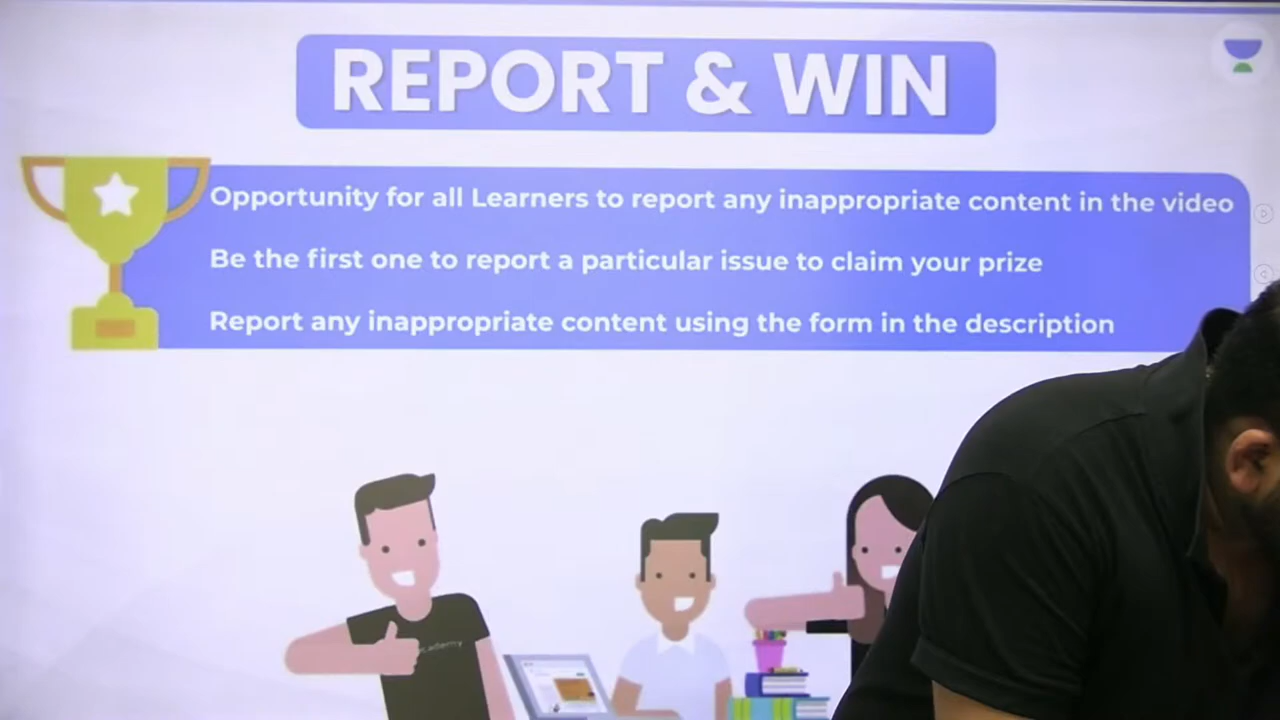 REPORT & WIN
Opportunity for all Learners to report any inappropriate content in the video
Be the first one to report a particular issue to claim your prize
Report any inappropriate content using the form in the description